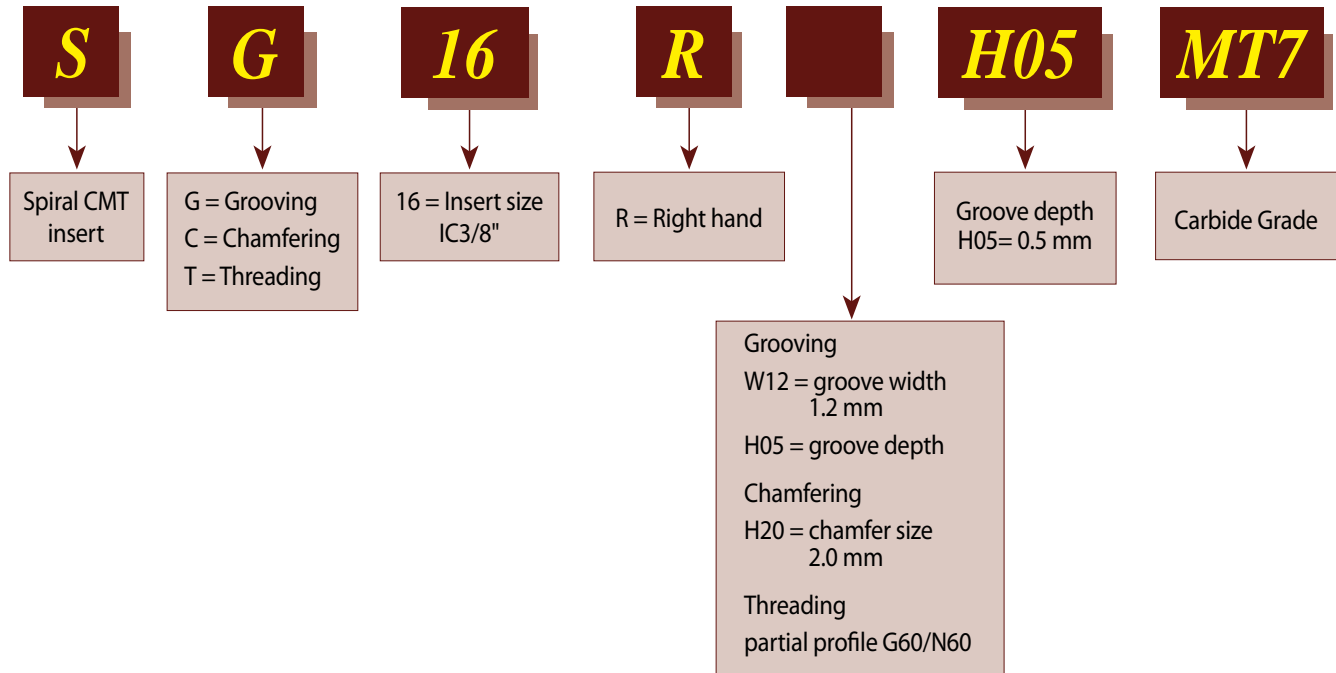 S
G
16
R
H05
MT7
Spiral CMT
insert
G = Grooving
C = Chamfering
T = Threading
16 = Insert size
IC3/8"
R = Right hand
Groove depth
H05= 0.5 mm
Carbide Grade
Grooving
W12 = groove width
1.2 mm
H05 = groove depth
Chamfering
H20 = chamfer size
2.0 mm
Threading
partial profile G60/N60